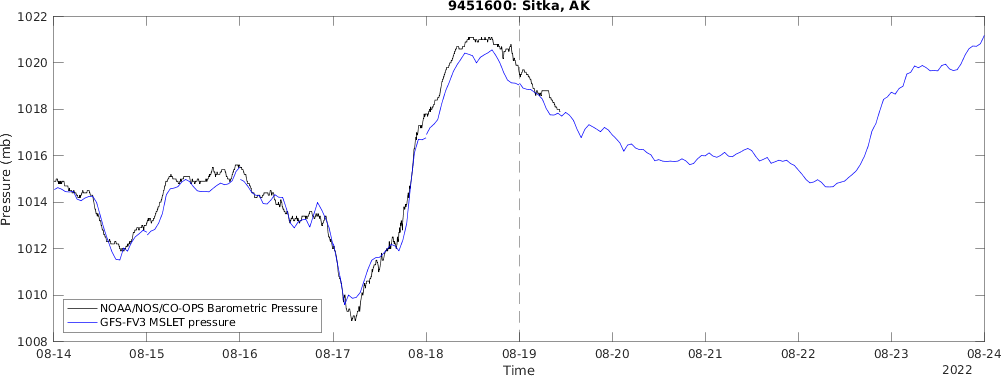 9451600: Sitka, AK
1022
1020
1018
1016
1014
1012
1010
1008
Pressure (mb)
NOAA/NOS/CO-OPS Barometric Pressure
GFS-FV3 MSLET pressure
08-14 08-15 08-16 08-17 08-18 08-19 08-20 08-21 08-22 08-23 08-24
Time
2022